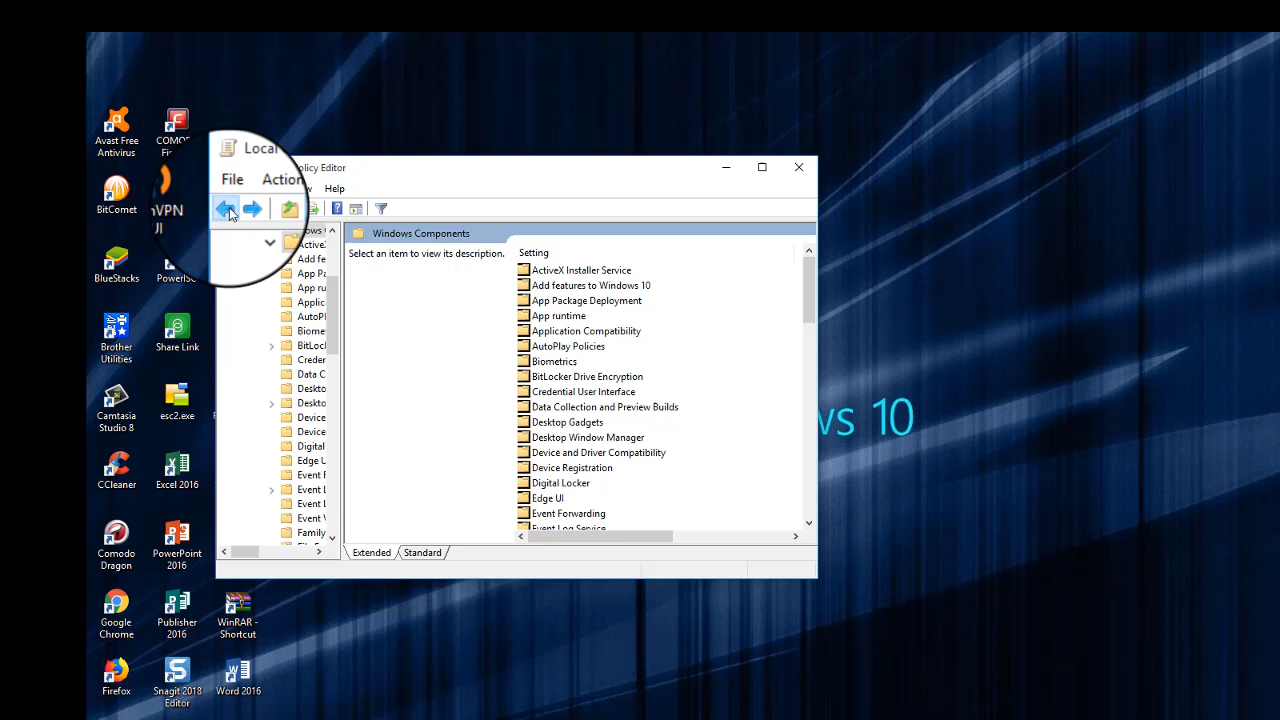 Avast Free
Antivirus
BitComet
BlueStacks
Brother
Utilities
Share Link
Camtasia
Studio 8
esc2.exe
CCleaner
Excel 2016
Comodo
Dragon
PowerPoint
2016
Google
Chrome
Publisher
2016
WinRAR -
Shortcut
Firefox
Snagit 2018
Editor
Word 2016
Local
olicy Editor
File Action
Help
nVPN
UI
ActiveX
Add fe
App Pa
App ru
Applic
AutoPl
Biome
BitLoc
Creder
Data C
Deskto
Deskto
Device
Device
Digital
Edge U
Event F
Event L
Event L
Event V
Family
Windows Components
Select an item to view its description.
Setting
ActiveX Installer Service
Add features to Windows 10
App Package Deployment
App runtime
Application Compatibility
AutoPlay Policies
Biometrics
BitLocker Drive Encryption
Credential User Interface
Data Collection and Preview Builds
Desktop Gadgets
Desktop Window Manager
Device and Driver Compatibility
Device Registration
Digital Locker
Edge UI
Event Forwarding
Event Log Service
Extended Standard
ws 10